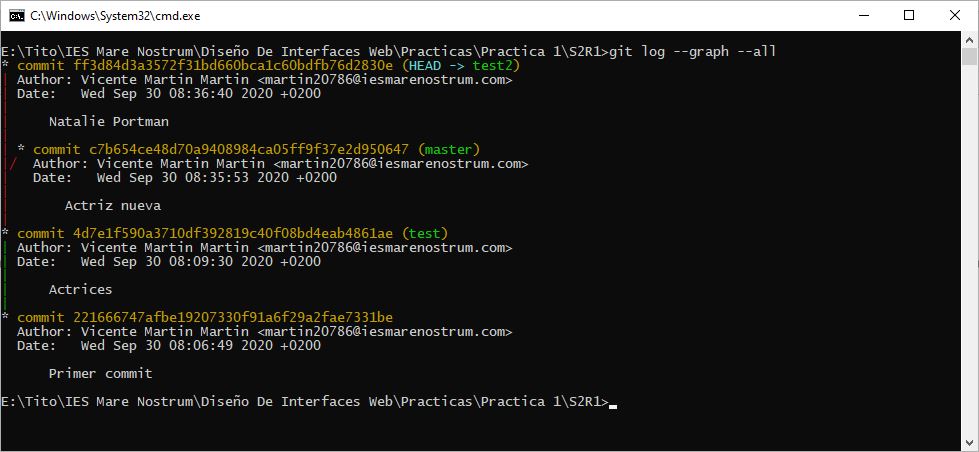 C:\Windows\System32\cmd.exe
E:\Tito\IES Mare Nostrum\Diseño De Interfaces Web\Practicas\Practica 1\S2R1>git log --graph --all
* commit ff3d84d3a3572f31bd660bca1c60bdfb76d2830e (HEAD -> test2)
| Author: Vicente Martin Martin <martin20786@iesmarenostrum.com>
| Date:   Wed Sep 30 08:36:40 2020 +0200
|
|     Natalie Portman
|
| * commit c7b654ce48d70a9408984ca05ff9f37e2d950647 (master)
|/  Author: Vicente Martin Martin <martin20786@iesmarenostrum.com>
|   Date:   Wed Sep 30 08:35:53 2020 +0200
|
|       Actriz nueva
|
* commit 4d7e1f590a3710df392819c40f08bd4eab4861ae (test)
| Author: Vicente Martin Martin <martin20786@iesmarenostrum.com>
| Date:   Wed Sep 30 08:09:30 2020 +0200
|
|     Actrices
|
* commit 221666747afbe19207330f91a6f29a2fae7331be
  Author: Vicente Martin Martin <martin20786@iesmarenostrum.com>
  Date:   Wed Sep 30 08:06:49 2020 +0200

      Primer commit

E:\Tito\IES Mare Nostrum\Diseño De Interfaces Web\Practicas\Practica 1\S2R1>